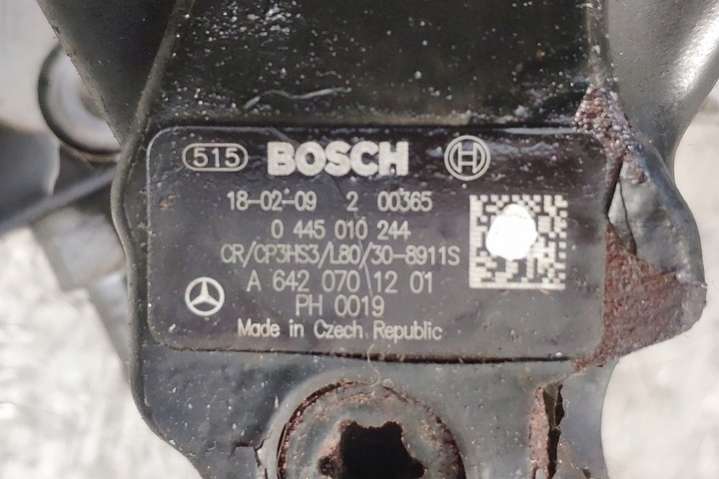 515 BOSCH
18-02-09 2 00365
0 445 010 244
CR/CP3HS3/L80/30-8911S
A 642 070 12 01
PH 0019
Made in Czech Republic